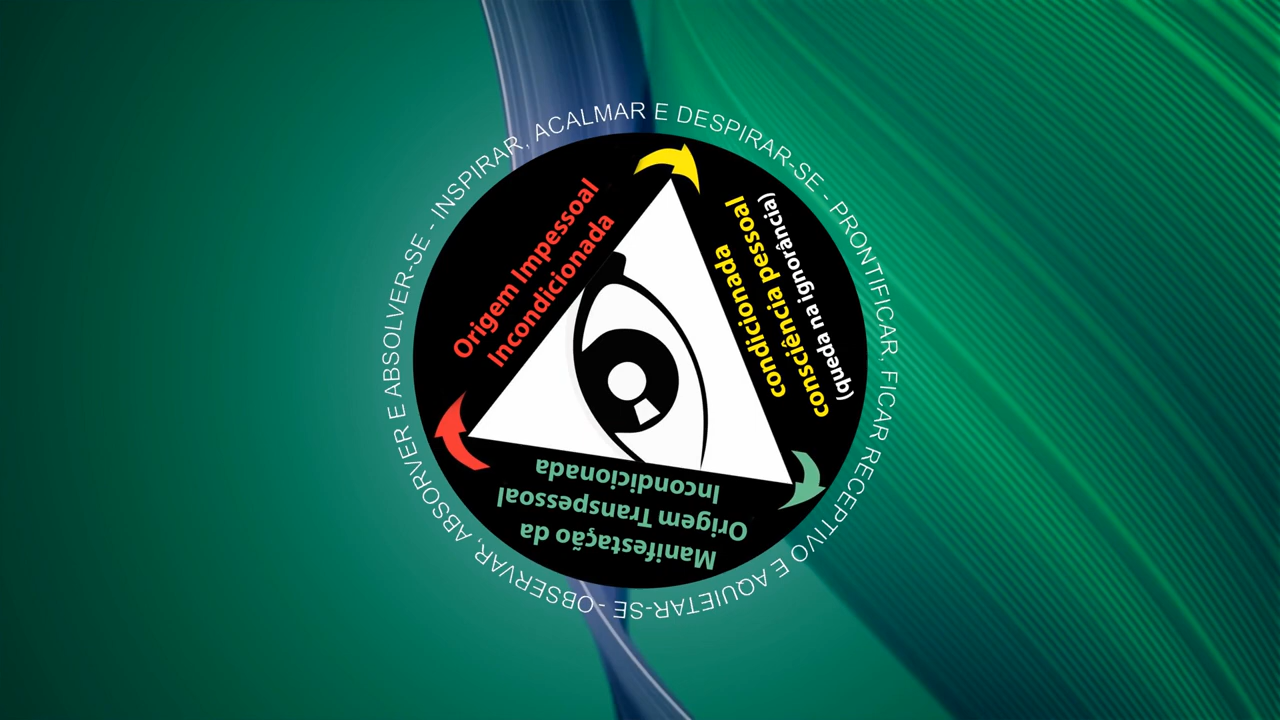 INSPIRAR, ACALMAR E DESPIRAR-SE - PRONTIFICAR, FICAR RECEPTIVO E AQUIETAR-SE - OBSERVAR, ABSORVER E ABSOLVER-SE -
Origem Impessoal
Incondicionada
(queda na ignorância)
consciência pessoal
condicionada
Manifestação da
Origem Transpessoal
Incondicionada